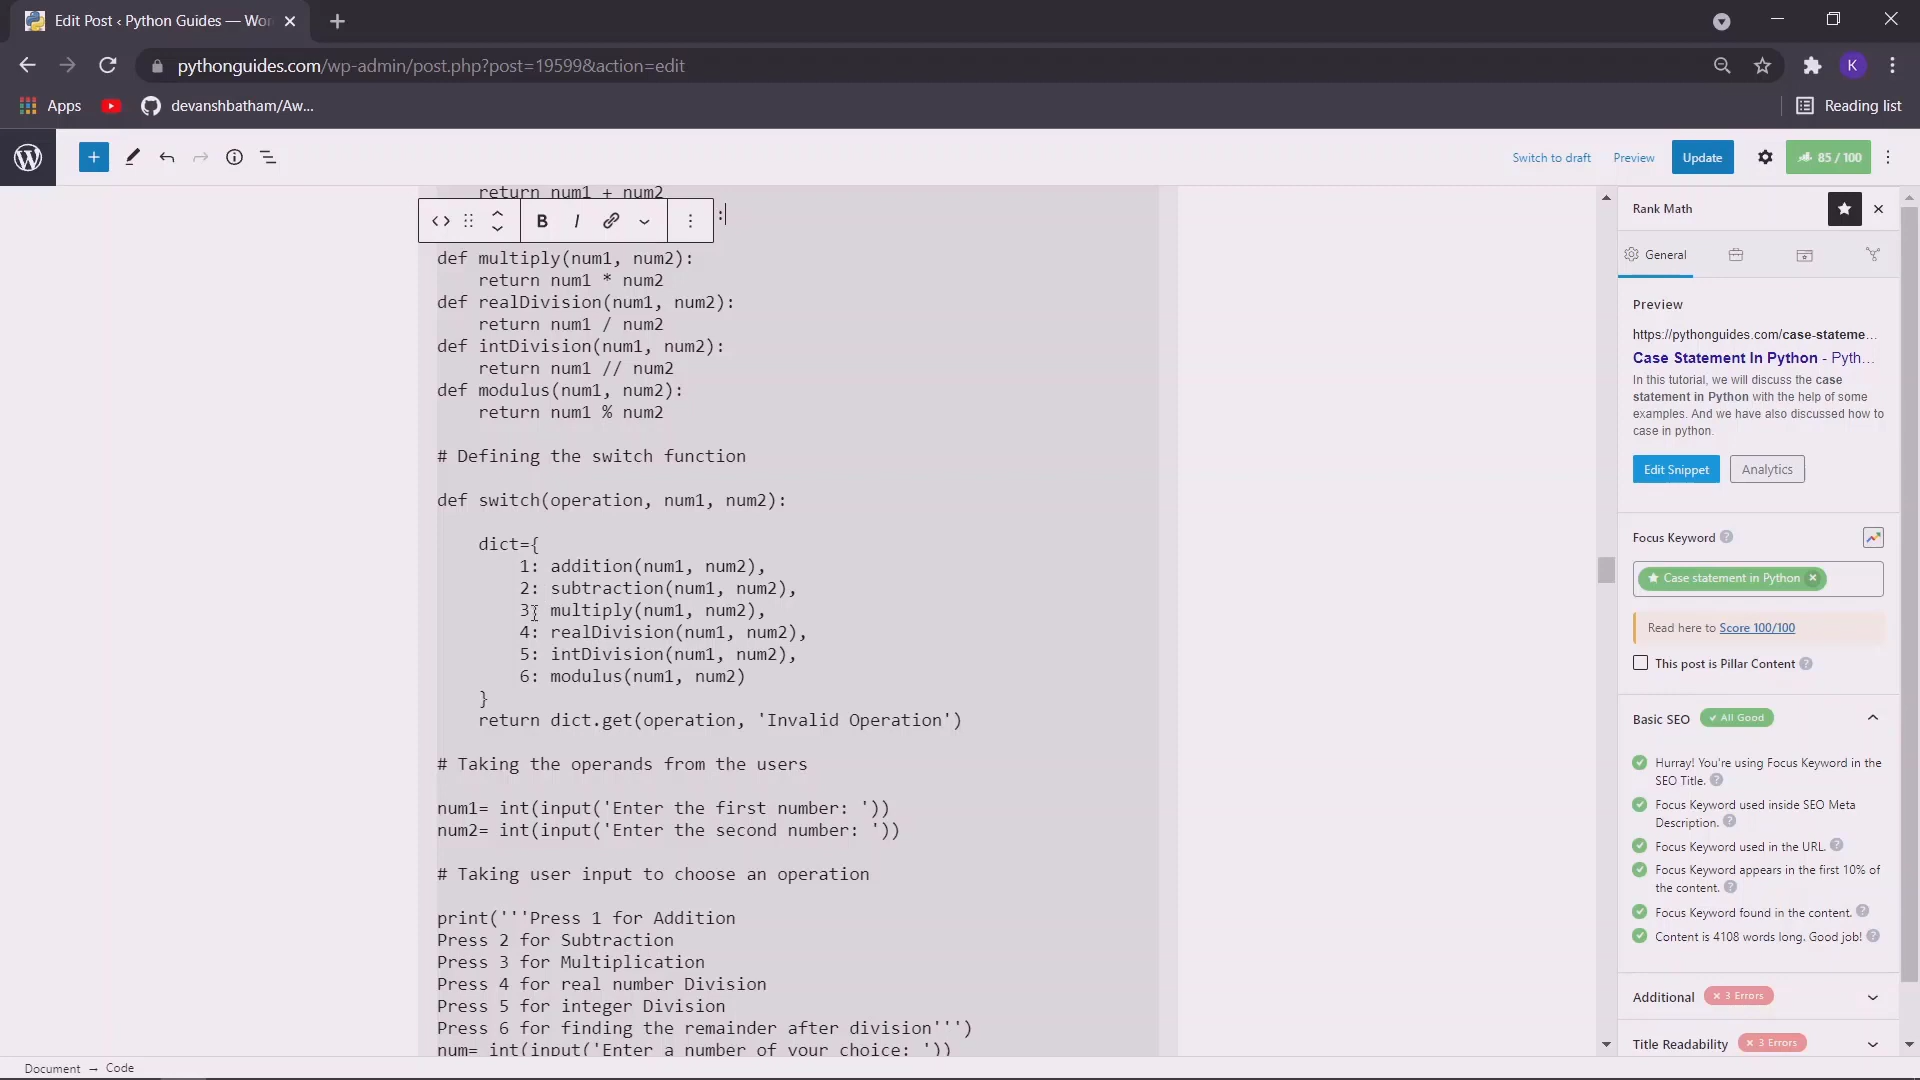 Edit Post ‹ Python Guides — Wor
pythonguides.com/wp-admin/post.php?post=19599&action=edit
K
Apps
devanshbatham/Aw...
Reading list
Switch to draft
Preview
Update
85 / 100
return num1 + num2
:
def multiply(num1, num2):
return num1 * num2
def realDivision(num1, num2):
return num1 / num2
def intDivision(num1, num2):
return num1 // num2
def modulus(num1, num2):
return num1 % num2
# Defining the switch function
def switch(operation, num1, num2):
dict={
1: addition(num1, num2),
2: subtraction(num1, num2),
3: multiply(num1, num2),
4: realDivision(num1, num2),
5: intDivision(num1, num2),
6: modulus(num1, num2)
}
return dict.get(operation, 'Invalid Operation')
# Taking the operands from the users
num1= int(input('Enter the first number: '))
num2= int(input('Enter the second number: '))
# Taking user input to choose an operation
print('''Press 1 for Addition
Press 2 for Subtraction
Press 3 for Multiplication
Press 4 for real number Division
Press 5 for integer Division
Press 6 for finding the remainder after division''')
num= int(input('Enter a number of your choice: '))
Rank Math
General
Preview
https://pythonguides.com/case-stateme...
Case Statement In Python - Pyth...
In this tutorial, we will discuss the case
statement in Python with the help of some
examples. And we have also discussed how to
case in python.
Edit Snippet
Analytics
Focus Keyword
Case statement in Python
Read here to Score 100/100
This post is Pillar Content
Basic SEO
All Good
Hurray! You're using Focus Keyword in the
SEO Title.
Focus Keyword used inside SEO Meta
Description.
Focus Keyword used in the URL.
Focus Keyword appears in the first 10% of
the content.
Focus Keyword found in the content.
Content is 4108 words long. Good job!
Additional
3 Errors
Title Readability
3 Errors
Document → Code